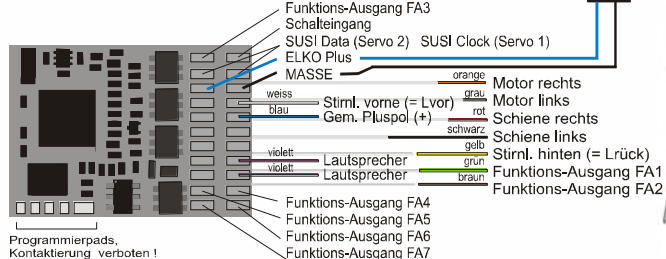 Funktions-Ausgang FA3
Schalteingang
SUSI Data (Servo 2) SUSI Clock (Servo 1)
ELKO Plus
MASSE
orange
Motor rechts
weiss
Stirnl. vorne (= Lvor)
grau
Motor links
blau
Gem. Pluspol (+)
rot
Schiene rechts
schwarz
Schiene links
gelb
Stirnl. hinten (= Lrück)
violett
Lautsprecher
grün
Funktions-Ausgang FA1
violett
Lautsprecher
braun
Funktions-Ausgang FA2
Funktions-Ausgang FA4
Funktions-Ausgang FA5
Funktions-Ausgang FA6
Funktions-Ausgang FA7
Programmierpads,
Kontaktierung verboten !